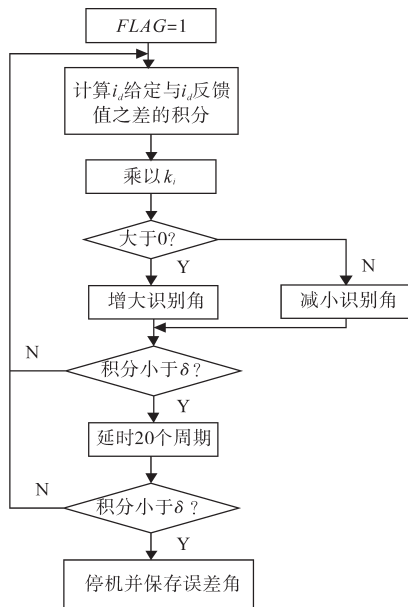 FLAG=1
计算i_d给定与i_d反馈
值之差的积分
乘以k_i
大于0?
Y
N
增大识别角
减小识别角
N
积分小于δ?
Y
延时20个周期
N
积分小于δ?
Y
停机并保存误差角